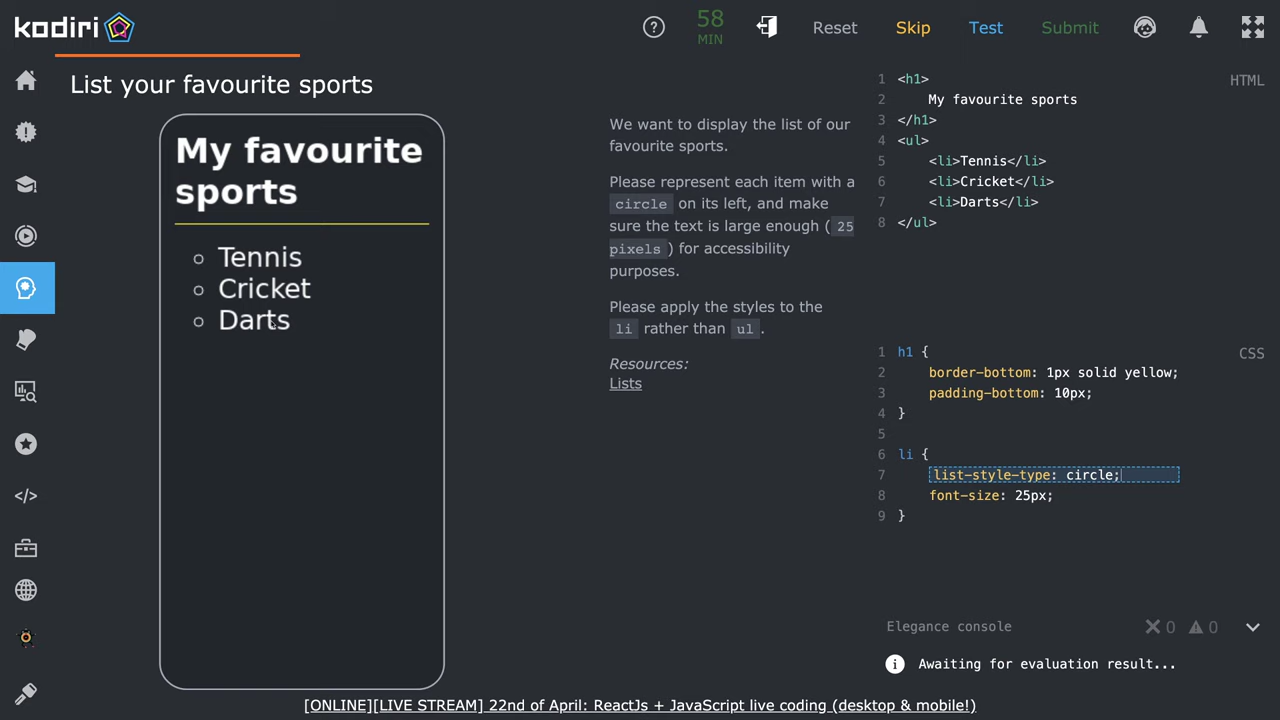 kodiri
58
MIN
Reset
Skip
Test
Submit
List your favourite sports
My favourite
sports
Tennis
Cricket
Darts
We want to display the list of our
favourite sports.
Please represent each item with a
circle on its left, and make
sure the text is large enough ( 25
pixels ) for accessibility
purposes.
Please apply the styles to the
li rather than ul .
Resources:
Lists
HTML
1 <h1>
2 My favourite sports
3 </h1>
4 <ul>
5 <li>Tennis</li>
6 <li>Cricket</li>
7 <li>Darts</li>
8 </ul>
CSS
1 h1 {
2 border-bottom: 1px solid yellow;
3 padding-bottom: 10px;
4 }
5
6 li {
7 list-style-type: circle;
8 font-size: 25px;
9 }
Elegance console
0 0
Awaiting for evaluation result...
[ONLINE][LIVE STREAM] 22nd of April: ReactJs + JavaScript live coding (desktop & mobile!)